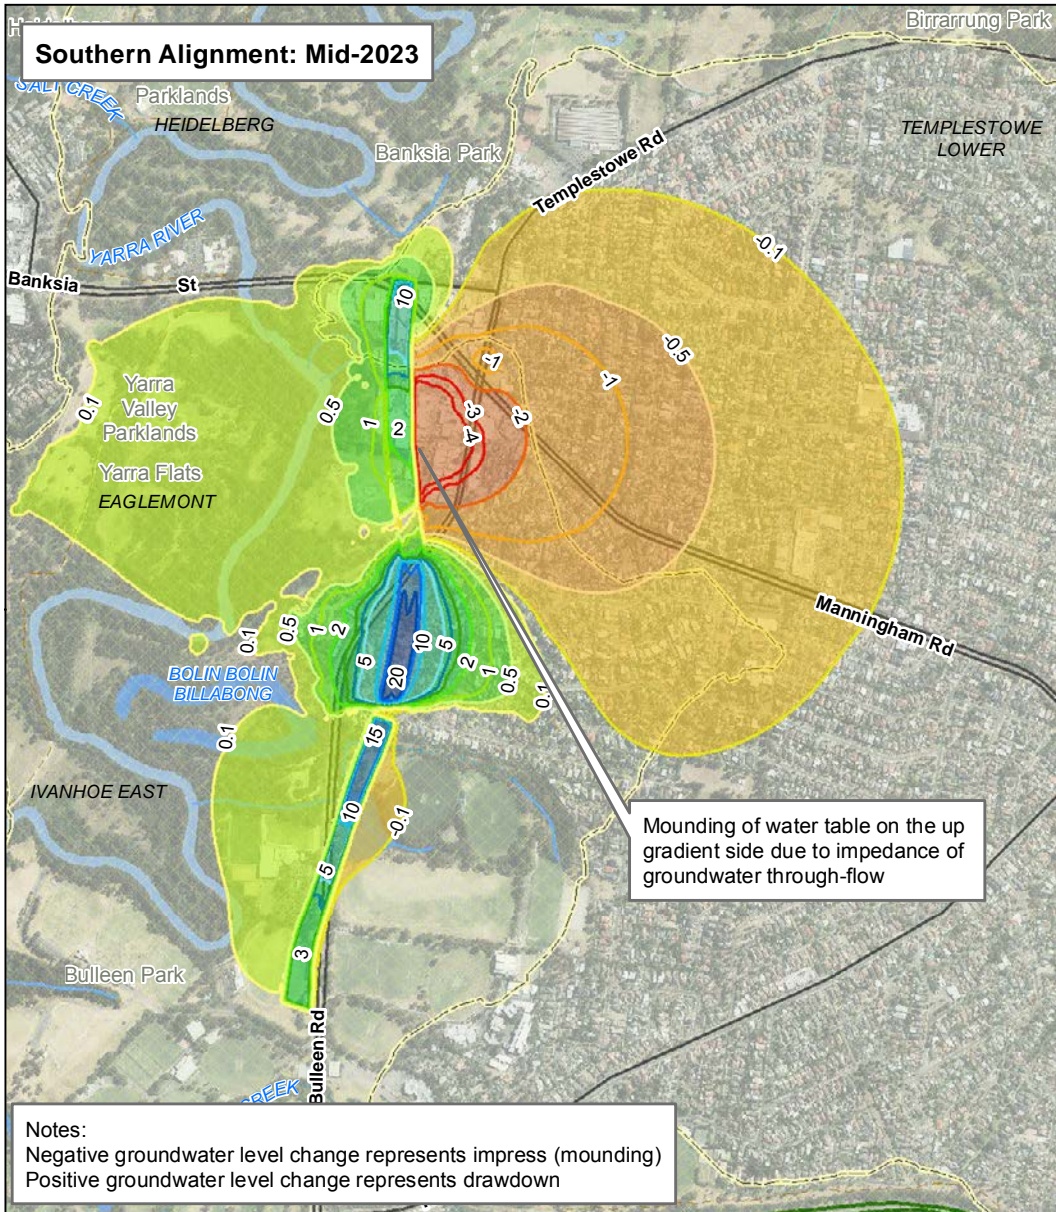 Birrarrung Park
Southern Alignment: Mid-2023
SALT CREEK
Parklands
HEIDELBERG
TEMPLESTOWE
LOWER
Banksia Park
Templestowe Rd
YARRA RIVER
-0.1
Banksia
St
10
-0.5
-1
-1
0.1
Yarra
Valley
Parklands
0.5
1
2
-3
-4
-2
Yarra Flats
EAGLEMONT
Manningham Rd
0.1
0.5
1
2
5
20
10
5
2
1
0.5
0.1
BOLIN BOLIN
BILLABONG
0.1
15
IVANHOE EAST
10
-0.1
Mounding of water table on the up
gradient side due to impedance of
groundwater through-flow
5
3
Bulleen Park
Bulleen Rd
CREEK
Notes:
Negative groundwater level change represents impress (mounding)
Positive groundwater level change represents drawdown